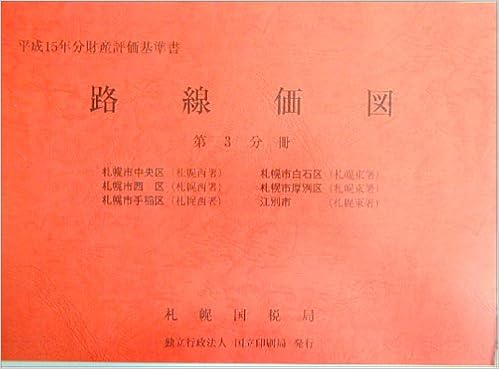 平成15年分財産評価基準書
路線価図
第3分冊
札幌市中央区(札幌西署) 札幌市白石区(札幌東署)
札幌市西区(札幌西署) 札幌市厚別区(札幌東署)
札幌市手稲区(札幌西署) 江別市(札幌東署)
札幌国税局
独立行政法人 国立印刷局 発行